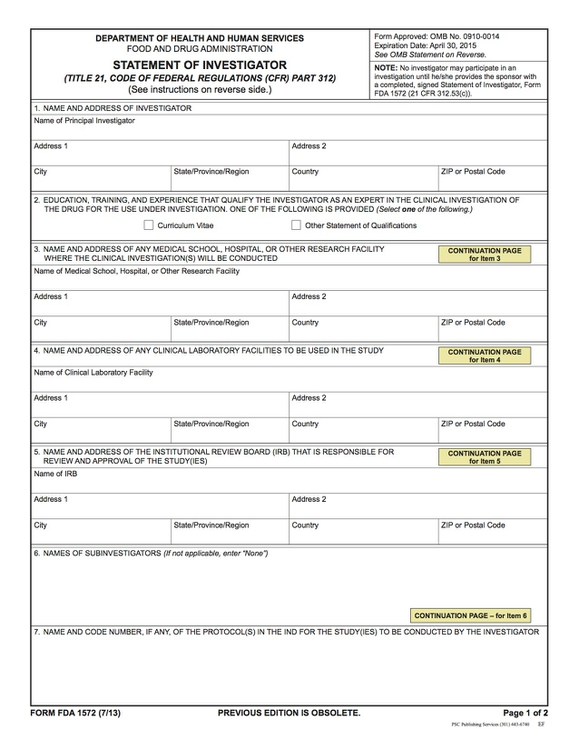 DEPARTMENT OF HEALTH AND HUMAN SERVICES
FOOD AND DRUG ADMINISTRATION
STATEMENT OF INVESTIGATOR
(TITLE 21, CODE OF FEDERAL REGULATIONS (CFR) PART 312)
(See instructions on reverse side.)
Form Approved: OMB No. 0910-0014
Expiration Date: April 30, 2015
See OMB Statement on Reverse.
NOTE: No investigator may participate in an
investigation until he/she provides the sponsor with
a completed, signed Statement of Investigator, Form
FDA 1572 (21 CFR 312.53(c)).
1. NAME AND ADDRESS OF INVESTIGATOR
Name of Principal Investigator
Address 1 Address 2
City State/Province/Region Country ZIP or Postal Code
2. EDUCATION, TRAINING, AND EXPERIENCE THAT QUALIFY THE INVESTIGATOR AS AN EXPERT IN THE CLINICAL INVESTIGATION OF
THE DRUG FOR THE USE UNDER INVESTIGATION. ONE OF THE FOLLOWING IS PROVIDED (Select one of the following.)
Curriculum Vitae Other Statement of Qualifications
3. NAME AND ADDRESS OF ANY MEDICAL SCHOOL, HOSPITAL, OR OTHER RESEARCH FACILITY
WHERE THE CLINICAL INVESTIGATION(S) WILL BE CONDUCTED
CONTINUATION PAGE
for Item 3
Name of Medical School, Hospital, or Other Research Facility
Address 1 Address 2
City State/Province/Region Country ZIP or Postal Code
4. NAME AND ADDRESS OF ANY CLINICAL LABORATORY FACILITIES TO BE USED IN THE STUDY
CONTINUATION PAGE
for Item 4
Name of Clinical Laboratory Facility
Address 1 Address 2
City State/Province/Region Country ZIP or Postal Code
5. NAME AND ADDRESS OF THE INSTITUTIONAL REVIEW BOARD (IRB) THAT IS RESPONSIBLE FOR
REVIEW AND APPROVAL OF THE STUDY(IES)
CONTINUATION PAGE
for Item 5
Name of IRB
Address 1 Address 2
City State/Province/Region Country ZIP or Postal Code
6. NAMES OF SUBINVESTIGATORS (If not applicable, enter “None”)
CONTINUATION PAGE – for Item 6
7. NAME AND CODE NUMBER, IF ANY, OF THE PROTOCOL(S) IN THE IND FOR THE STUDY(IES) TO BE CONDUCTED BY THE INVESTIGATOR
FORM FDA 1572 (7/13) PREVIOUS EDITION IS OBSOLETE. Page 1 of 2
PSC Publishing Services (301) 443-6740 EF